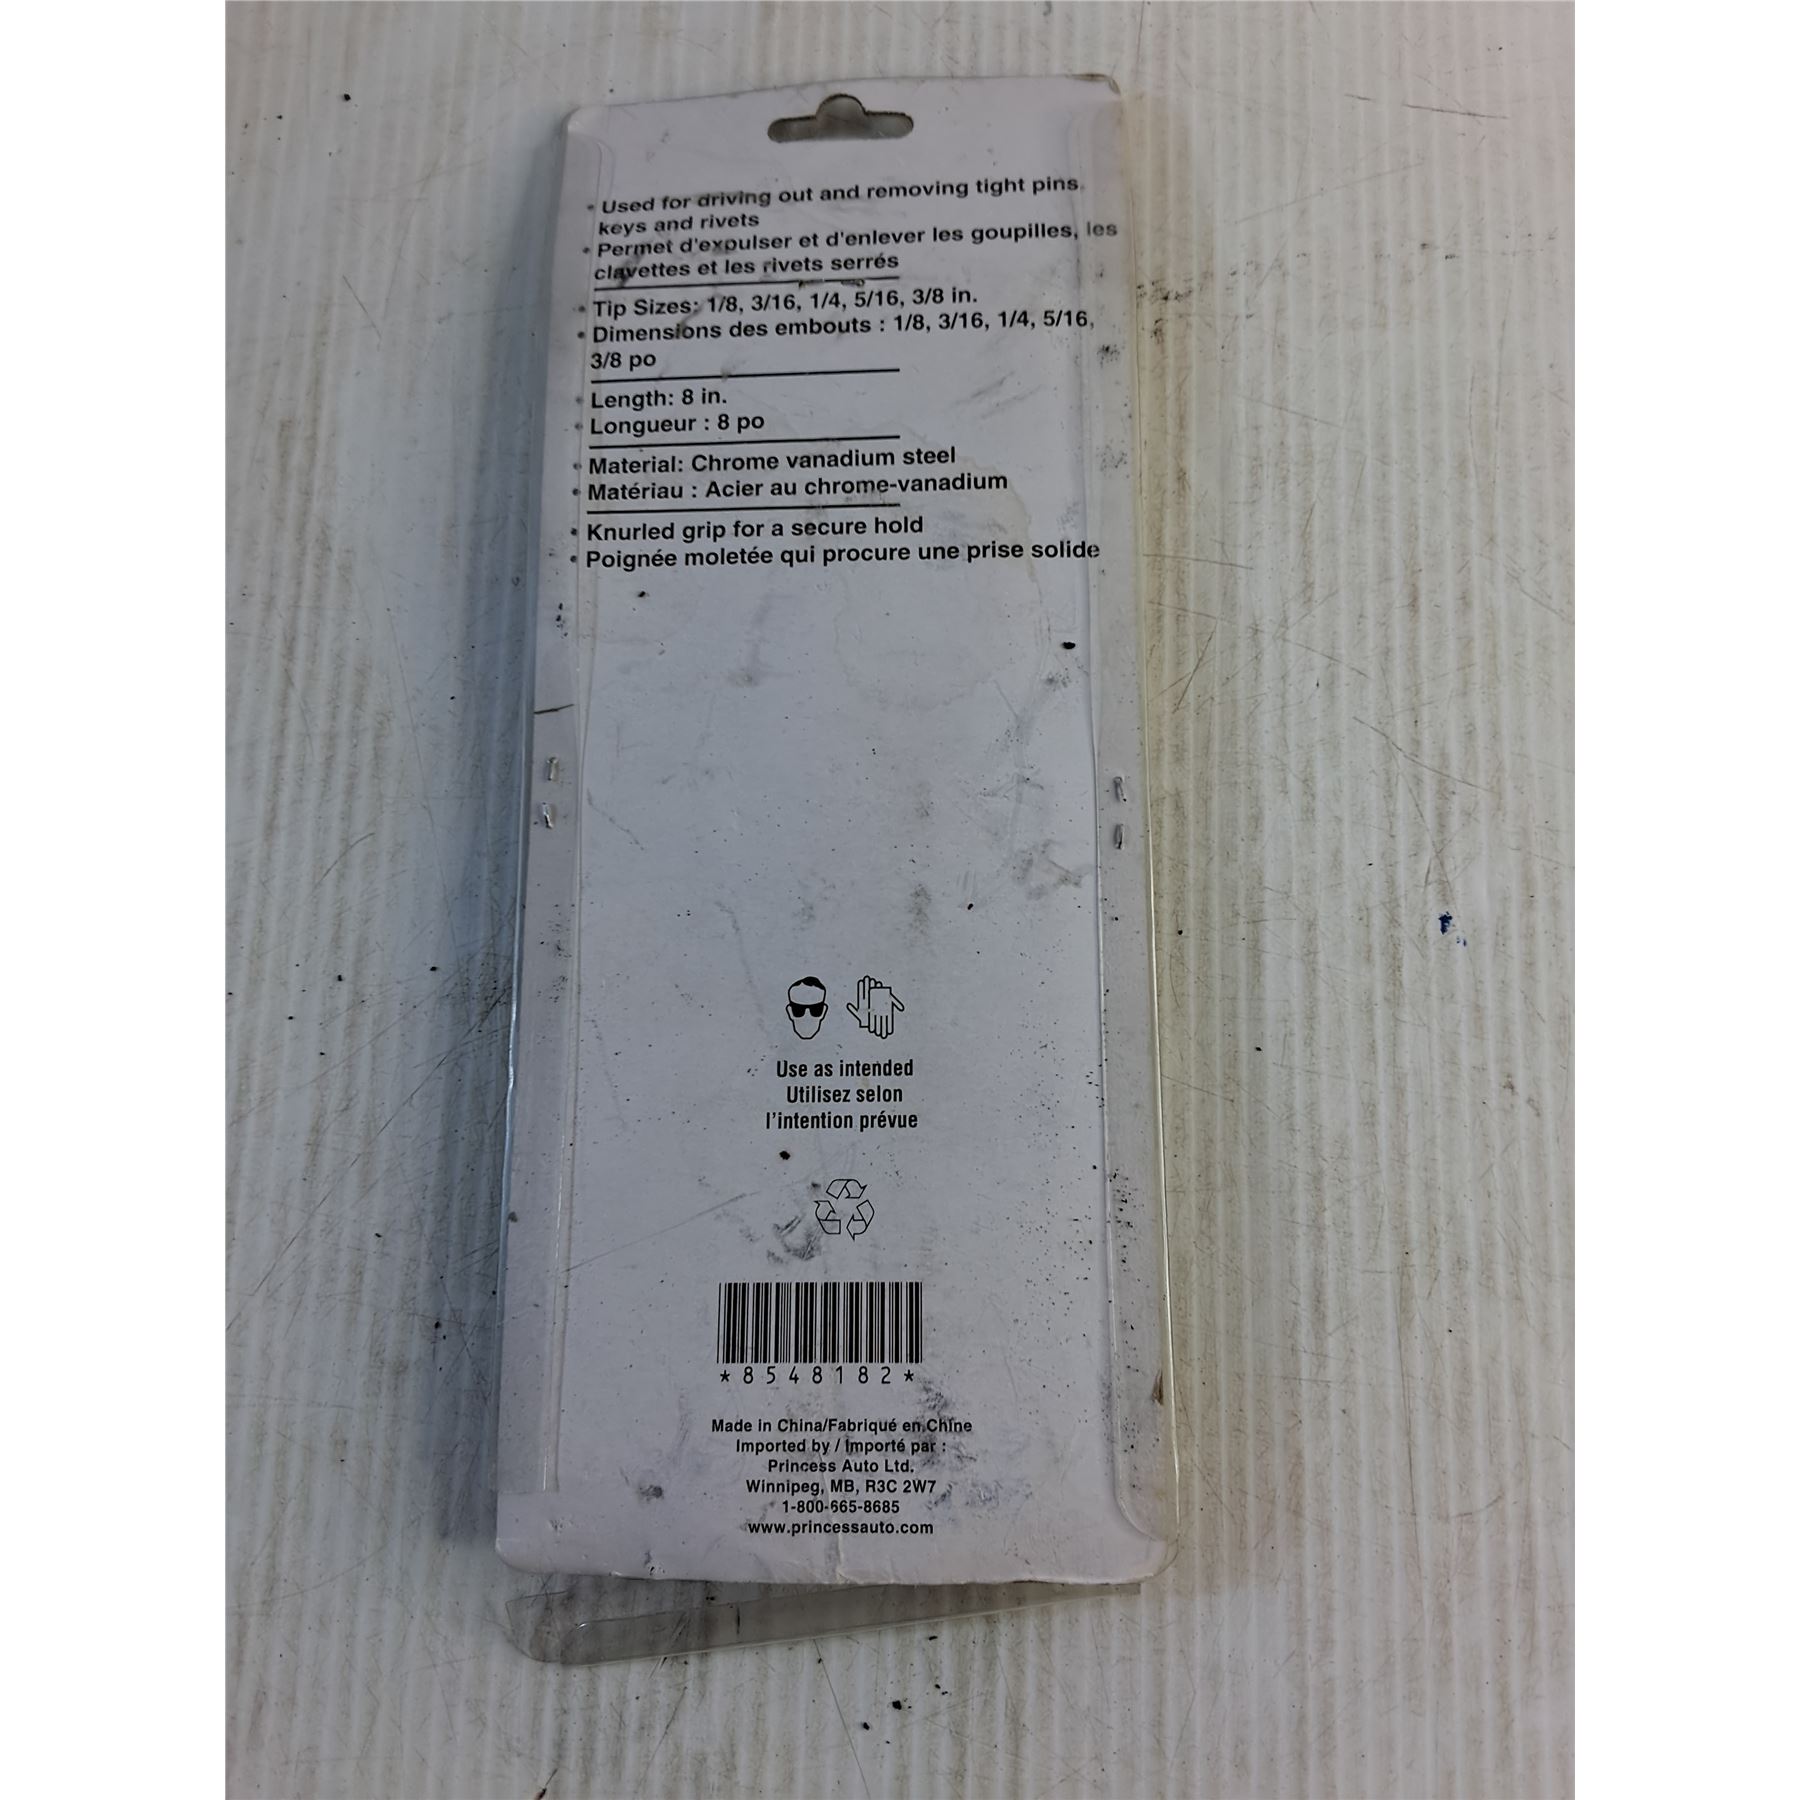 • Used for driving out and removing tight pins,
keys and rivets
• Permet d'expulser et d'enlever les goupilles, les
clavettes et les rivets serrés
• Tip Sizes: 1/8, 3/16, 1/4, 5/16, 3/8 in.
• Dimensions des embouts : 1/8, 3/16, 1/4, 5/16,
3/8 po
• Length: 8 in.
• Longueur : 8 po
• Material: Chrome vanadium steel
• Matériau : Acier au chrome-vanadium
• Knurled grip for a secure hold
• Poignée moletée qui procure une prise solide
Use as intended
Utilisez selon
l'intention prévue
*8548182*
Made in China/Fabriqué en Chine
Imported by / Importé par :
Princess Auto Ltd.
Winnipeg, MB, R3C 2W7
1-800-665-8685
www.princessauto.com